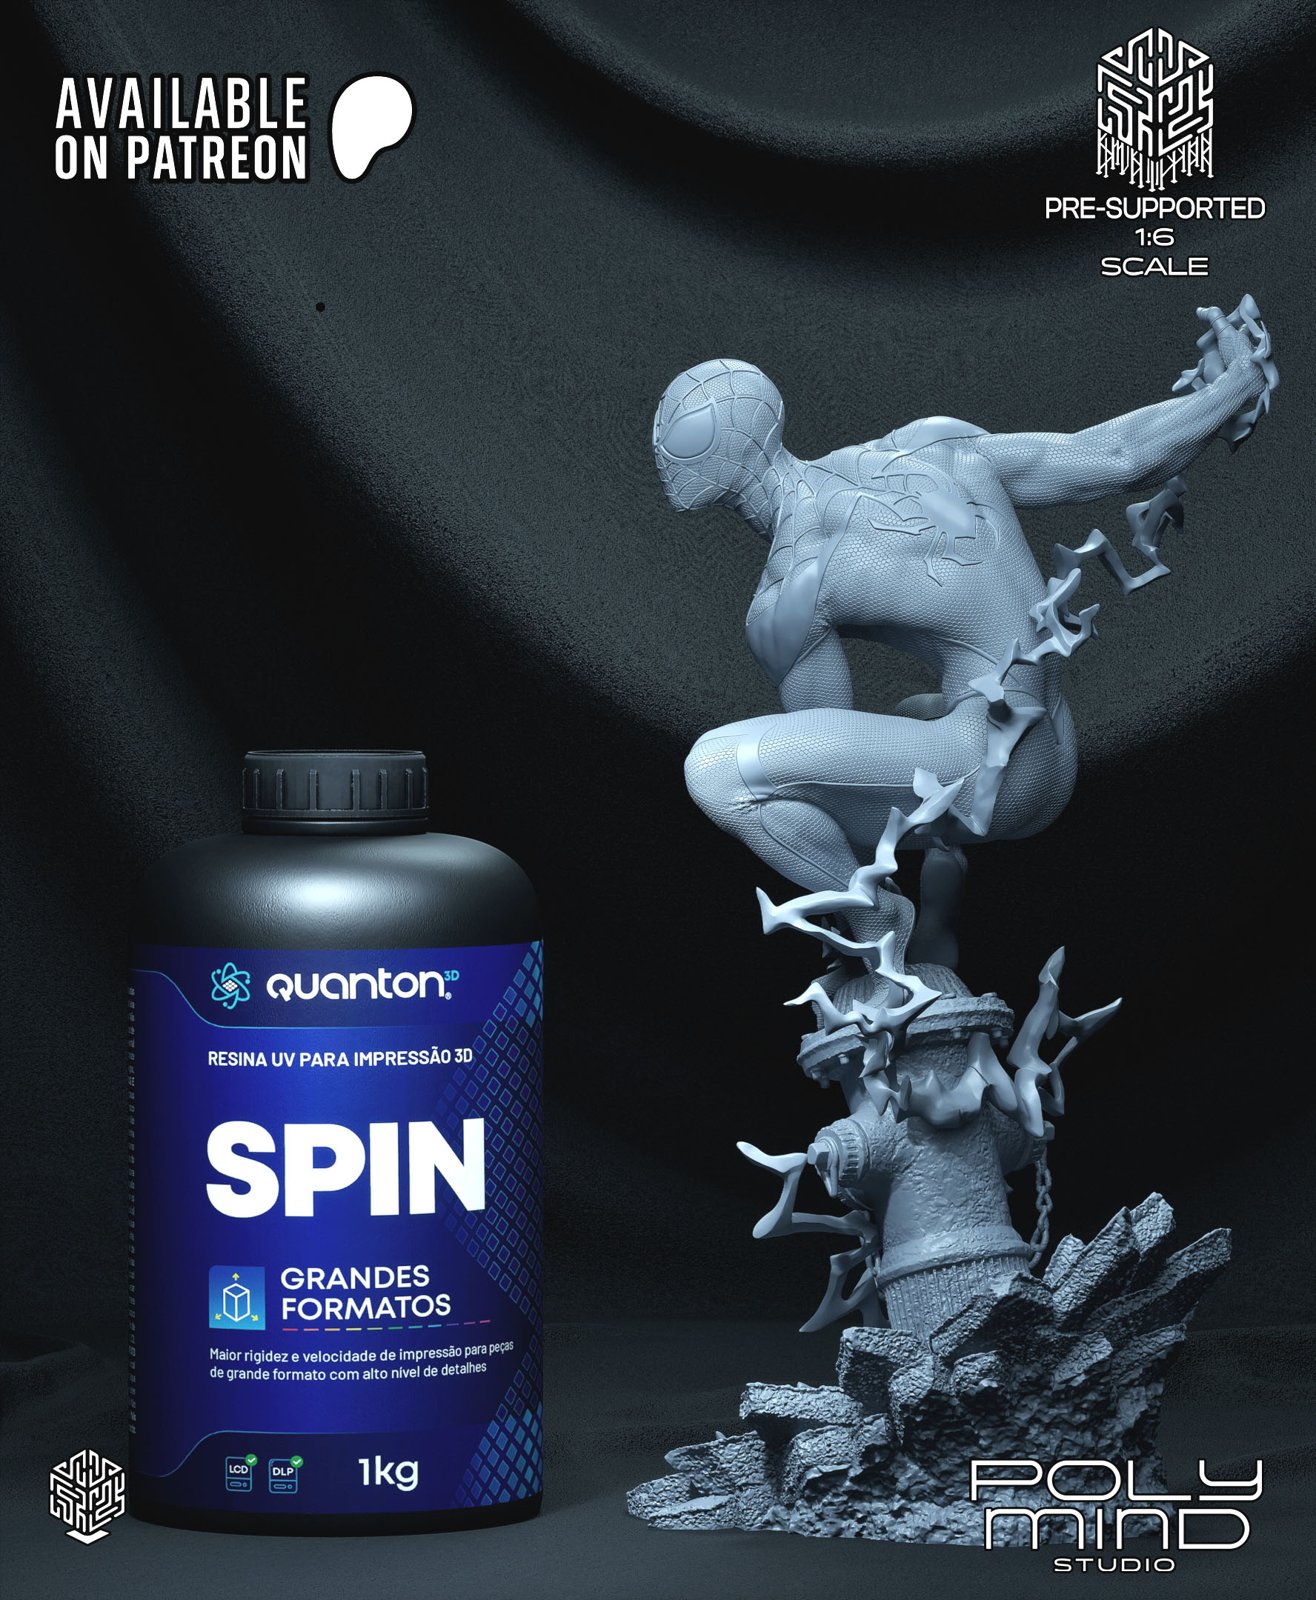 AVAILABLE
ON PATREON
PRE-SUPPORTED
1:6
SCALE
QUANTON3D®
RESINA UV PARA IMPRESSÃO 3D
SPIN
GRANDES
FORMATOS
Maior rigidez e velocidade de impressão para peças
de grande formato com alto nível de detalhes
LCD
DLP
1kg
POLY
MIND
STUDIO